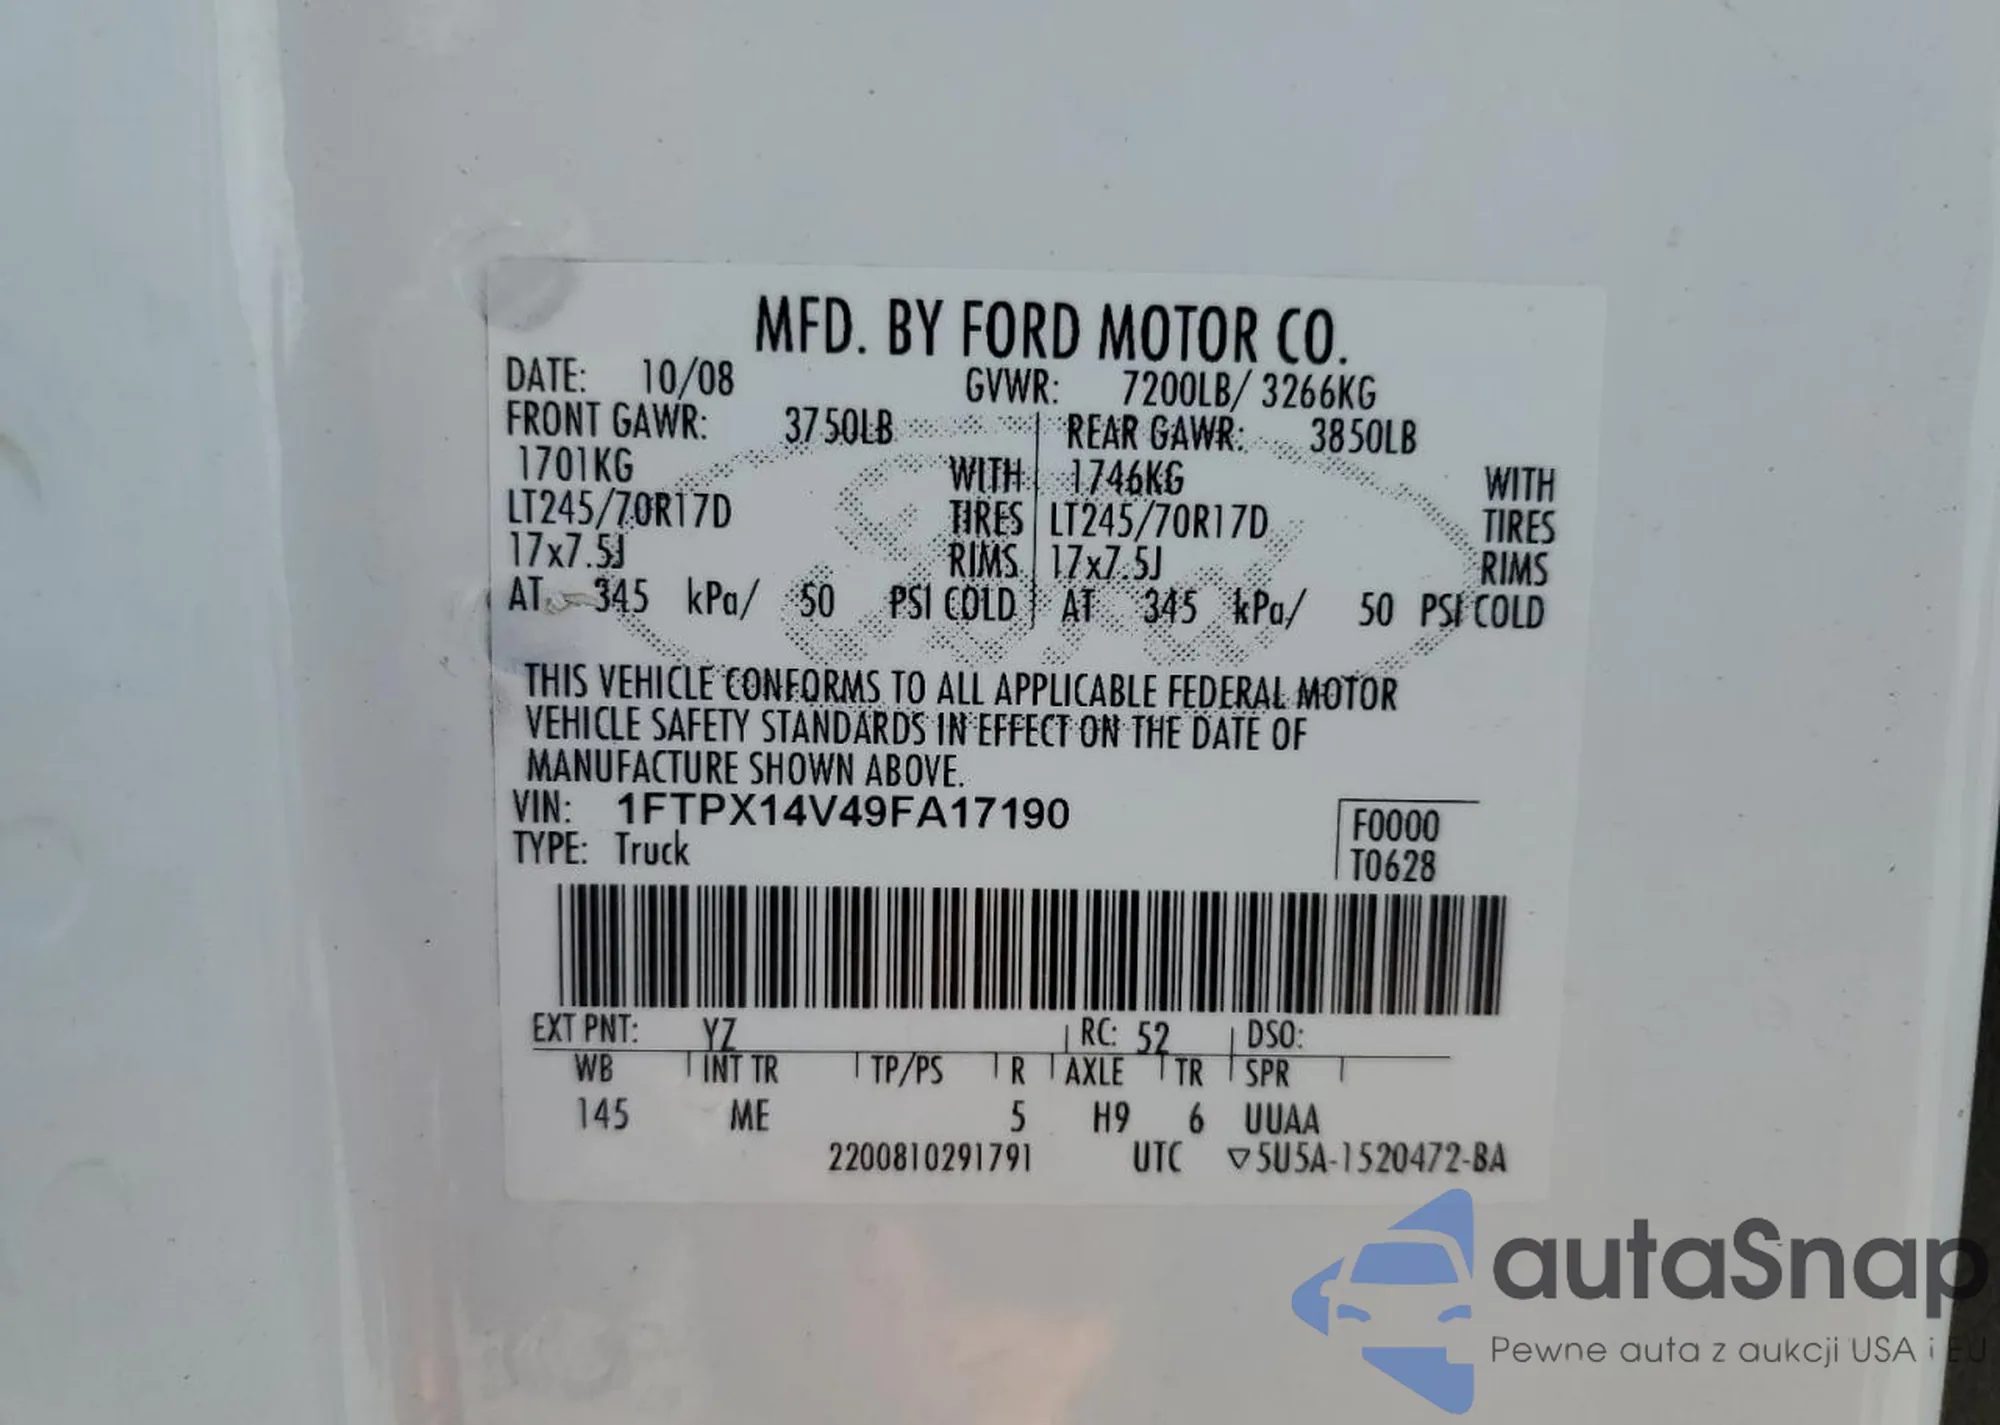 MFD. BY FORD MOTOR CO.
DATE: 10/08 GVWR: 7200LB/ 3266KG
FRONT GAWR: 3750LB REAR GAWR: 3850LB
1701KG WITH 1746KG WITH
LT245/70R17D TIRES LT245/70R17D TIRES
17x7.5J RIMS 17x7.5J RIMS
AT 345 kPa/ 50 PSI COLD AT 345 kPa/ 50 PSI COLD
THIS VEHICLE CONFORMS TO ALL APPLICABLE FEDERAL MOTOR
VEHICLE SAFETY STANDARDS IN EFFECT ON THE DATE OF
MANUFACTURE SHOWN ABOVE.
VIN: 1FTPX14V49FA17190
F0000
TYPE: Truck
T0628
EXT PNT: YZ RC: 52 DSO:
WB INT TR TP/PS R AXLE TR SPR
145 ME 5 H9 6 UUAA
2200810291791 UTC ▽5U5A-1520472-BA
autaSnap
Pewne auta z aukcji USA i EU